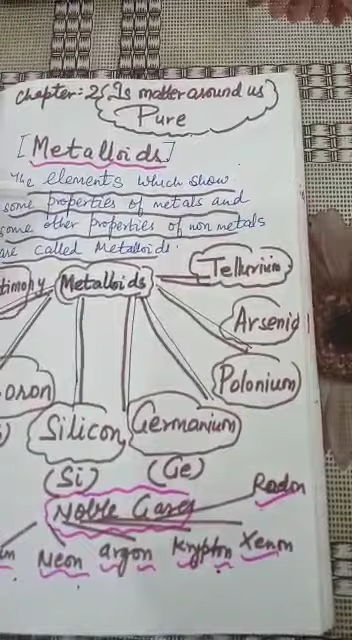 Chapter: 2 Is matter around us
Pure
[Metalloids]
The elements which show
some properties of metals and
some other properties of non metals
are called Metalloids.
Tellurium
timony Metalloids
Arsenic
Polonium
oron
Silicon Germanium
(Si) (Ge)
Noble Gases Radon
Neon argon Krypton Xenon